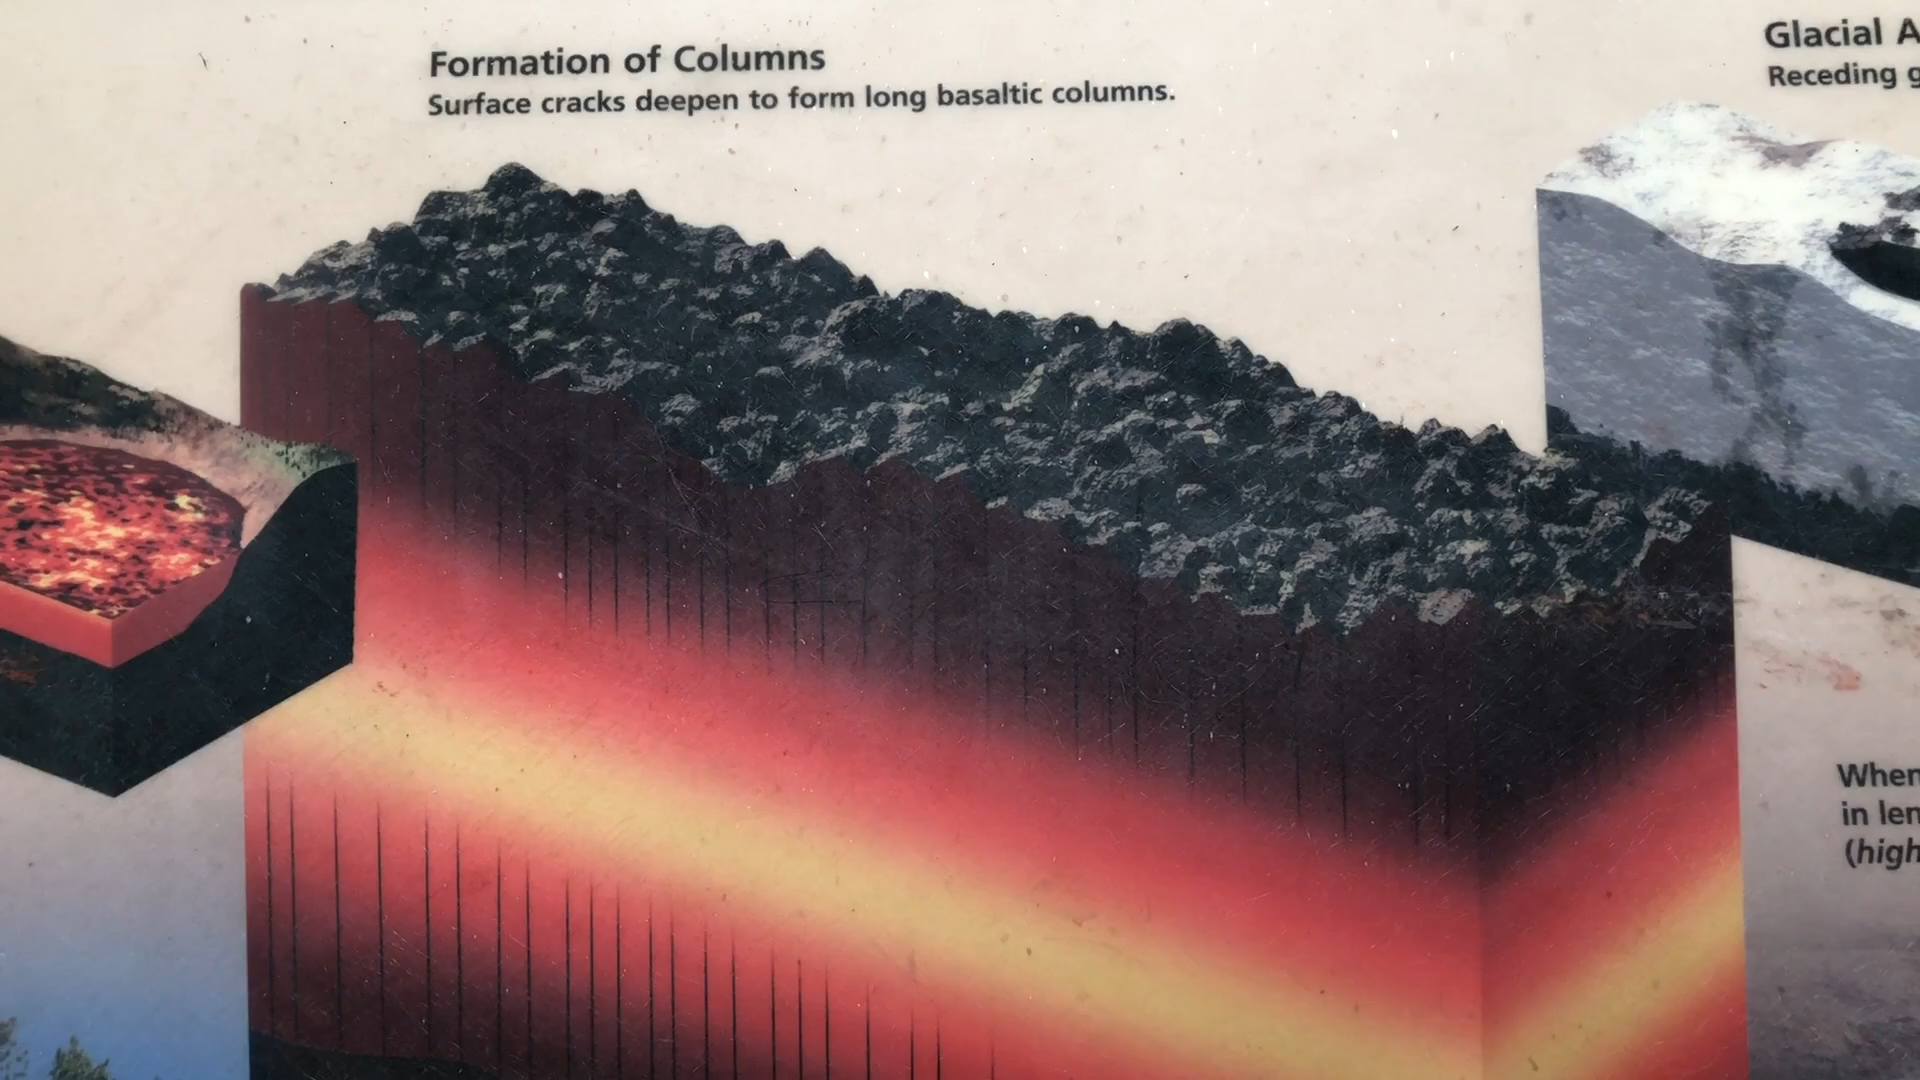 Formation of Columns
Surface cracks deepen to form long basaltic columns.
Glacial A
Receding g
When
in len
(high